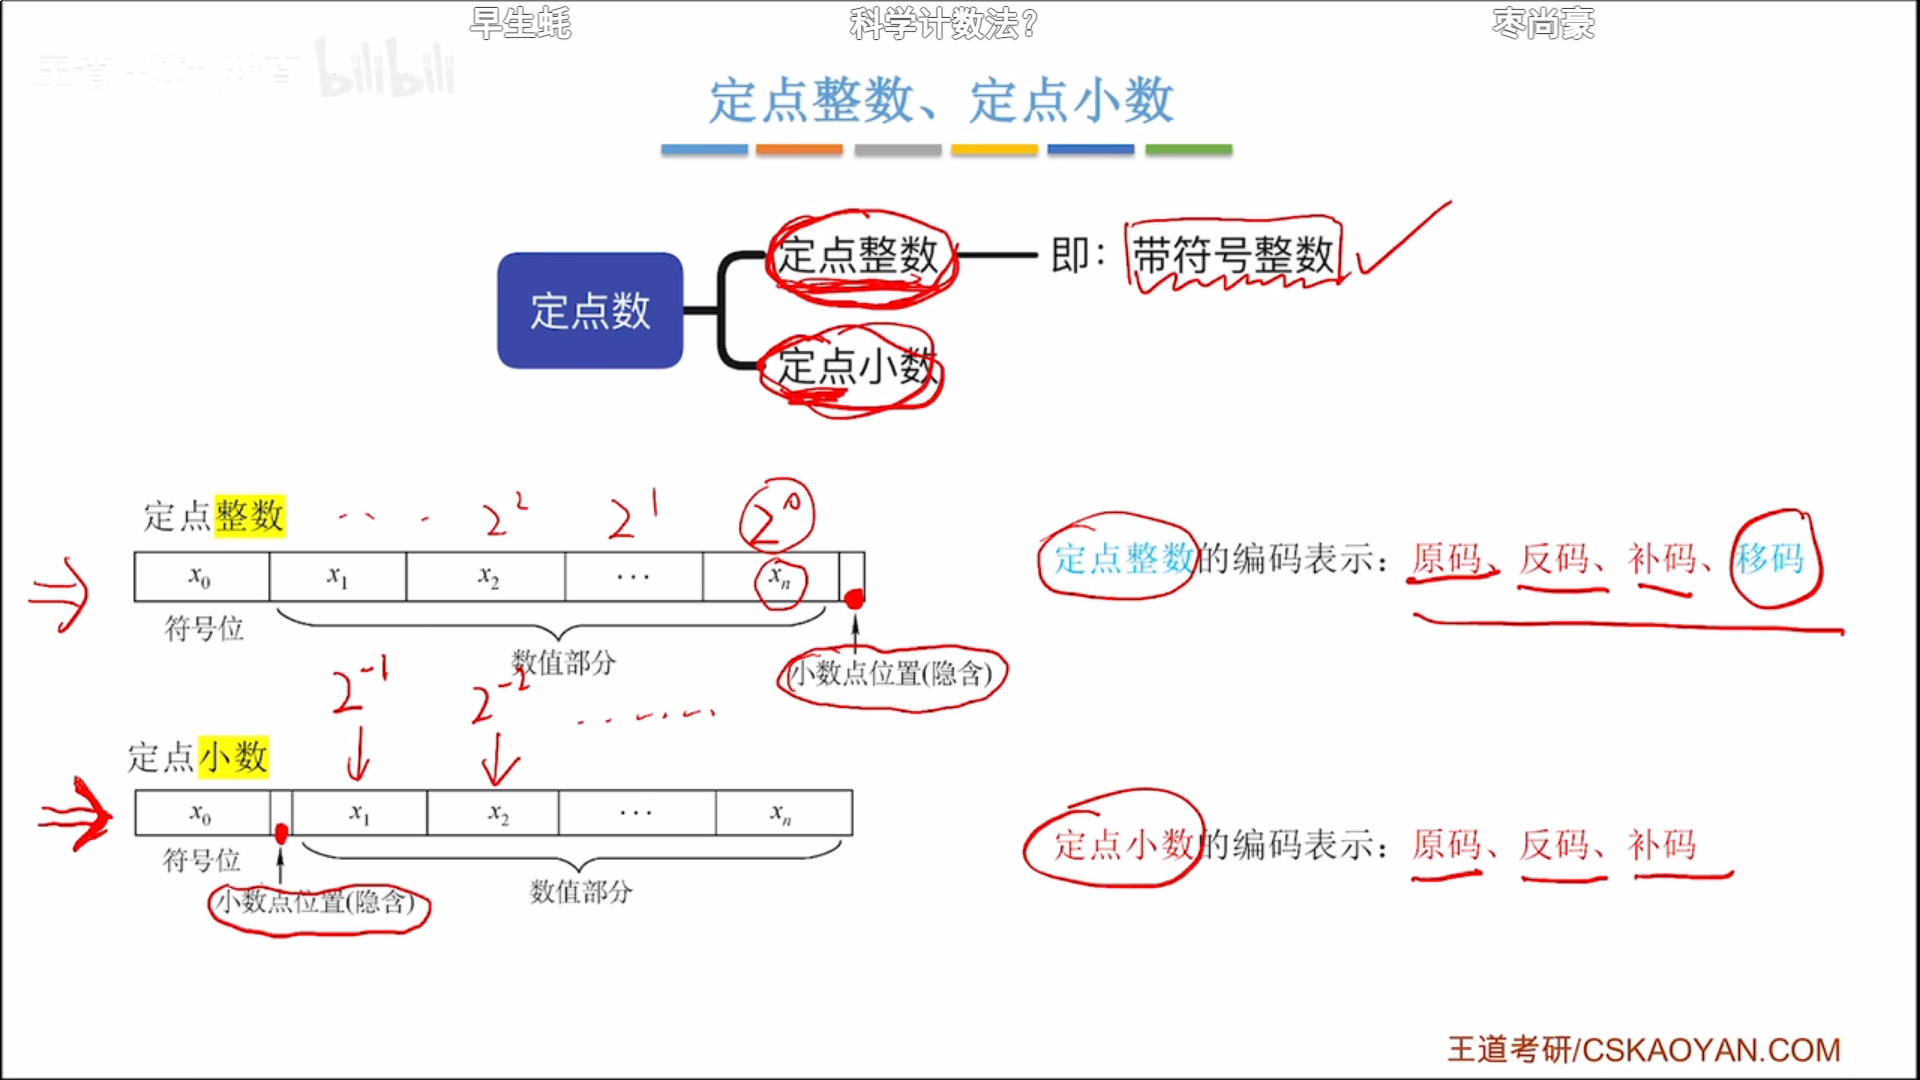 早生蚝 科学计数法? 枣尚豪
bilibili
定点整数、定点小数
定点数
定点整数 即：带符号整数
定点小数
定点整数 2² 2¹ 2⁰
x₀ x₁ x₂ ··· xₙ
符号位
数值部分
小数点位置(隐含)
定点整数的编码表示：原码、反码、补码、移码
2⁻¹ 2⁻²
定点小数
x₀ x₁ x₂ ··· xₙ
符号位
小数点位置(隐含)
数值部分
定点小数的编码表示：原码、反码、补码
王道考研/CSKAOYAN.COM